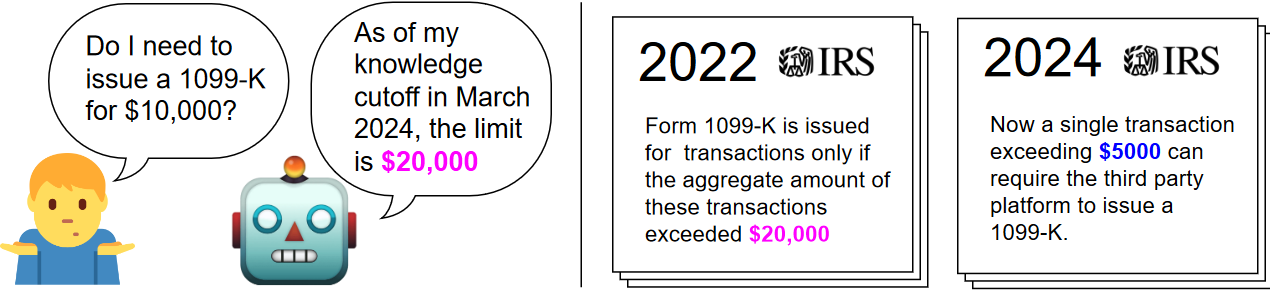 Do I need to
issue a 1099-K
for $10,000?
As of my
knowledge
cutoff in March
2024, the limit
is $20,000
2022 IRS
Form 1099-K is issued
for transactions only if
the aggregate amount of
these transactions
exceeded $20,000
2024 IRS
Now a single transaction
exceeding $5000 can
require the third party
platform to issue a
1099-K.